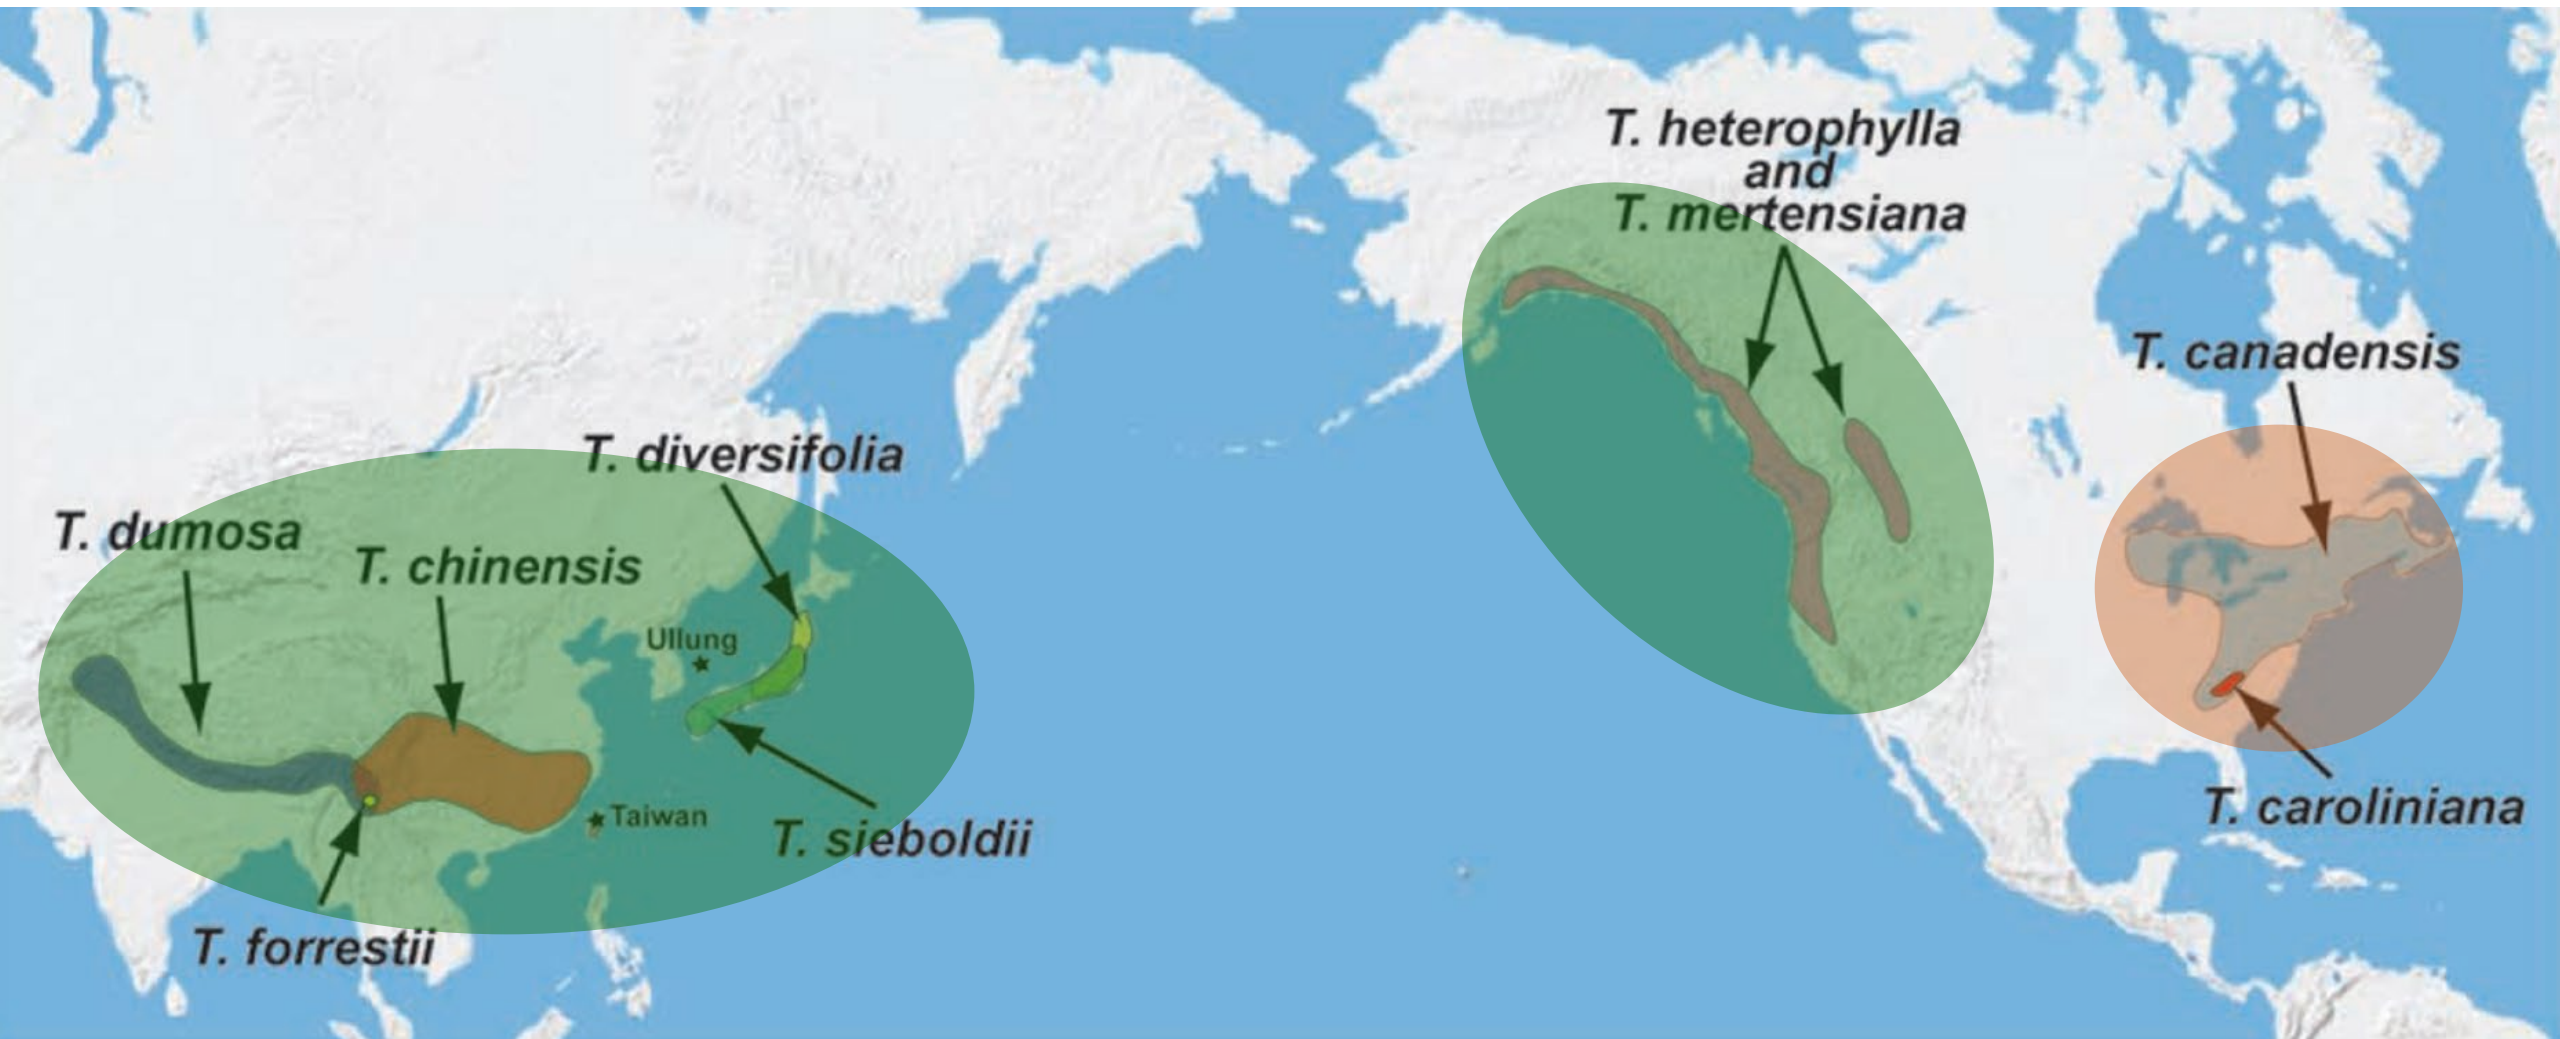 T. heterophylla
and
T. mertensiana
T. canadensis
T. diversifolia
T. dumosa
T. chinensis
Ullung
Taiwan
T. sieboldii
T. caroliniana
T. forrestii